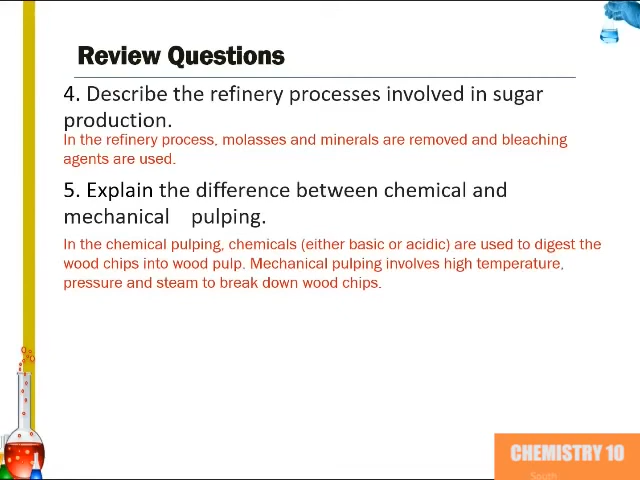 Review Questions
4. Describe the refinery processes involved in sugar
production.
In the refinery process, molasses and minerals are removed and bleaching
agents are used.
5. Explain the difference between chemical and
mechanical pulping.
In the chemical pulping, chemicals (either basic or acidic) are used to digest the
wood chips into wood pulp. Mechanical pulping involves high temperature,
pressure and steam to break down wood chips.
CHEMISTRY 10
South